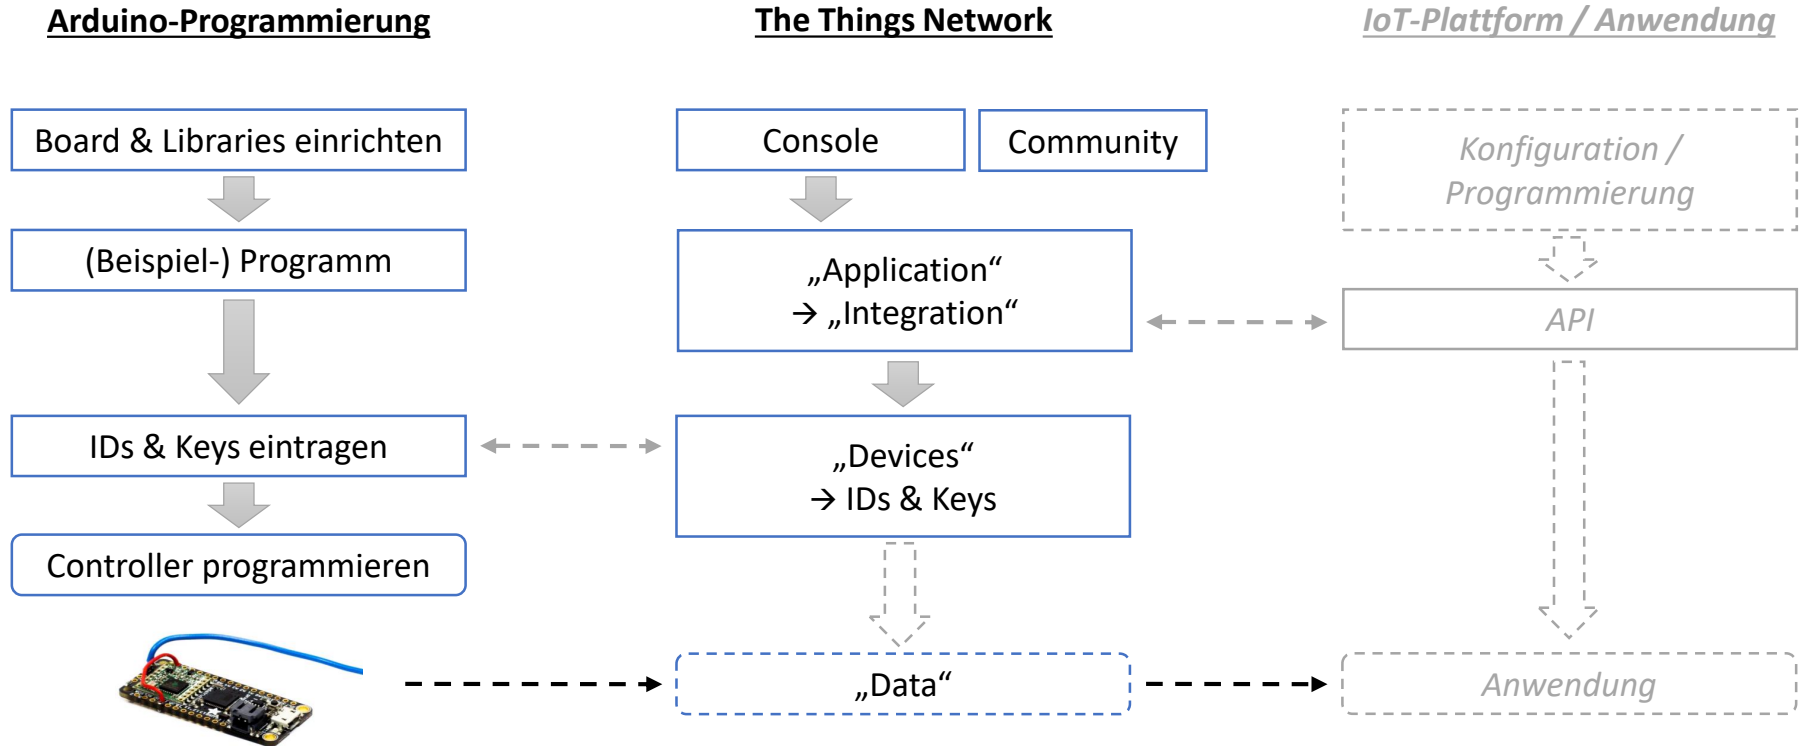 Arduino-Programmierung
The Things Network
IoT-Plattform / Anwendung
Board & Libraries einrichten
Console
Community
Konfiguration /
Programmierung
(Beispiel-) Programm
„Application“
→ „Integration“
API
IDs & Keys eintragen
„Devices“
→ IDs & Keys
Controller programmieren
„Data“
Anwendung